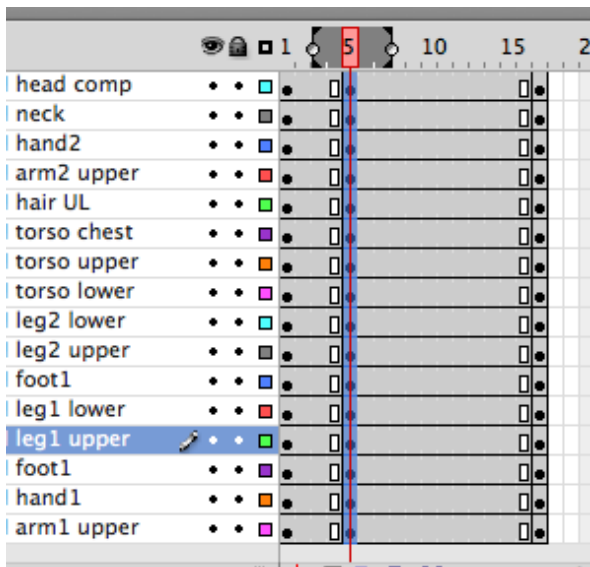 1 5 10 15 2
head comp
neck
hand2
arm2 upper
hair UL
torso chest
torso upper
torso lower
leg2 lower
leg2 upper
foot1
leg1 lower
leg1 upper
foot1
hand1
arm1 upper